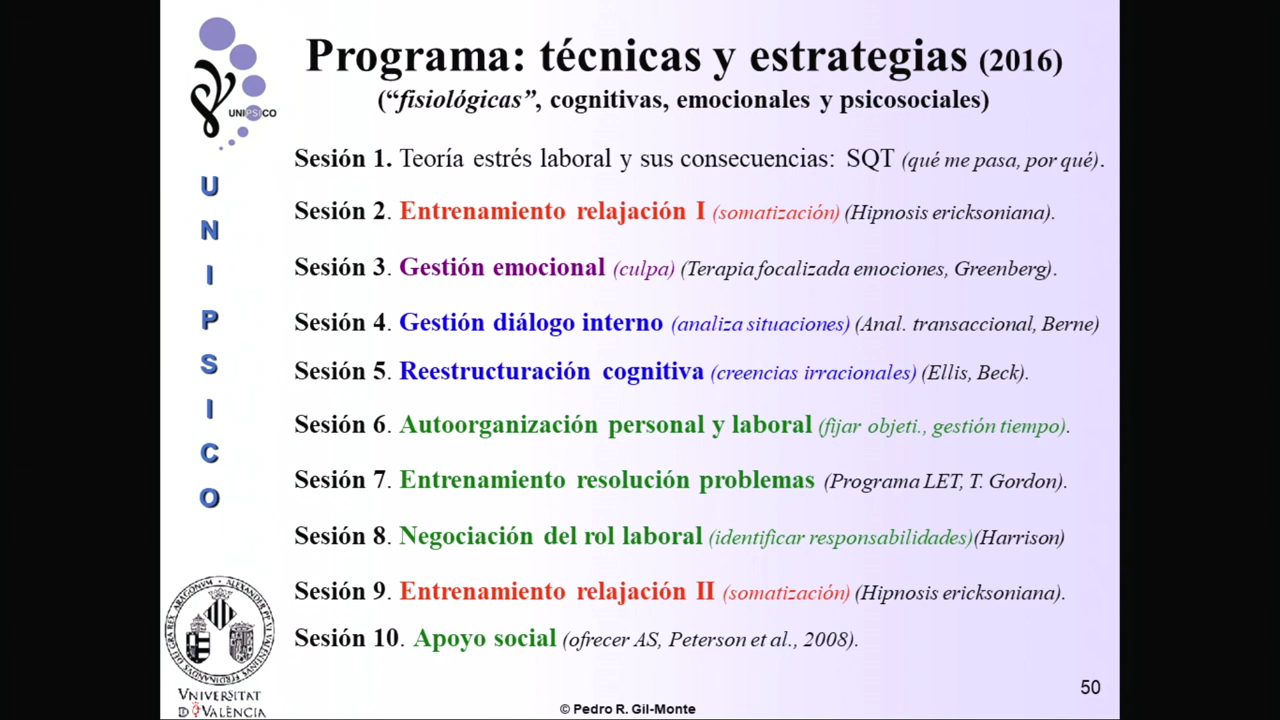 Programa: técnicas y estrategias (2016)
(“fisiológicas”, cognitivas, emocionales y psicosociales)
UNIPSICO
UNIPSICO
Sesión 1. Teoría estrés laboral y sus consecuencias: SQT (qué me pasa, por qué).
Sesión 2. Entrenamiento relajación I (somatización) (Hipnosis ericksoniana).
Sesión 3. Gestión emocional (culpa) (Terapia focalizada emociones, Greenberg).
Sesión 4. Gestión diálogo interno (analiza situaciones) (Anal. transaccional, Berne)
Sesión 5. Reestructuración cognitiva (creencias irracionales) (Ellis, Beck).
Sesión 6. Autoorganización personal y laboral (fijar objeti., gestión tiempo).
Sesión 7. Entrenamiento resolución problemas (Programa LET, T. Gordon).
Sesión 8. Negociación del rol laboral (identificar responsabilidades)(Harrison)
Sesión 9. Entrenamiento relajación II (somatización) (Hipnosis ericksoniana).
Sesión 10. Apoyo social (ofrecer AS, Peterson et al., 2008).
VNIVERSITAT
DE VALÈNCIA
© Pedro R. Gil-Monte
50